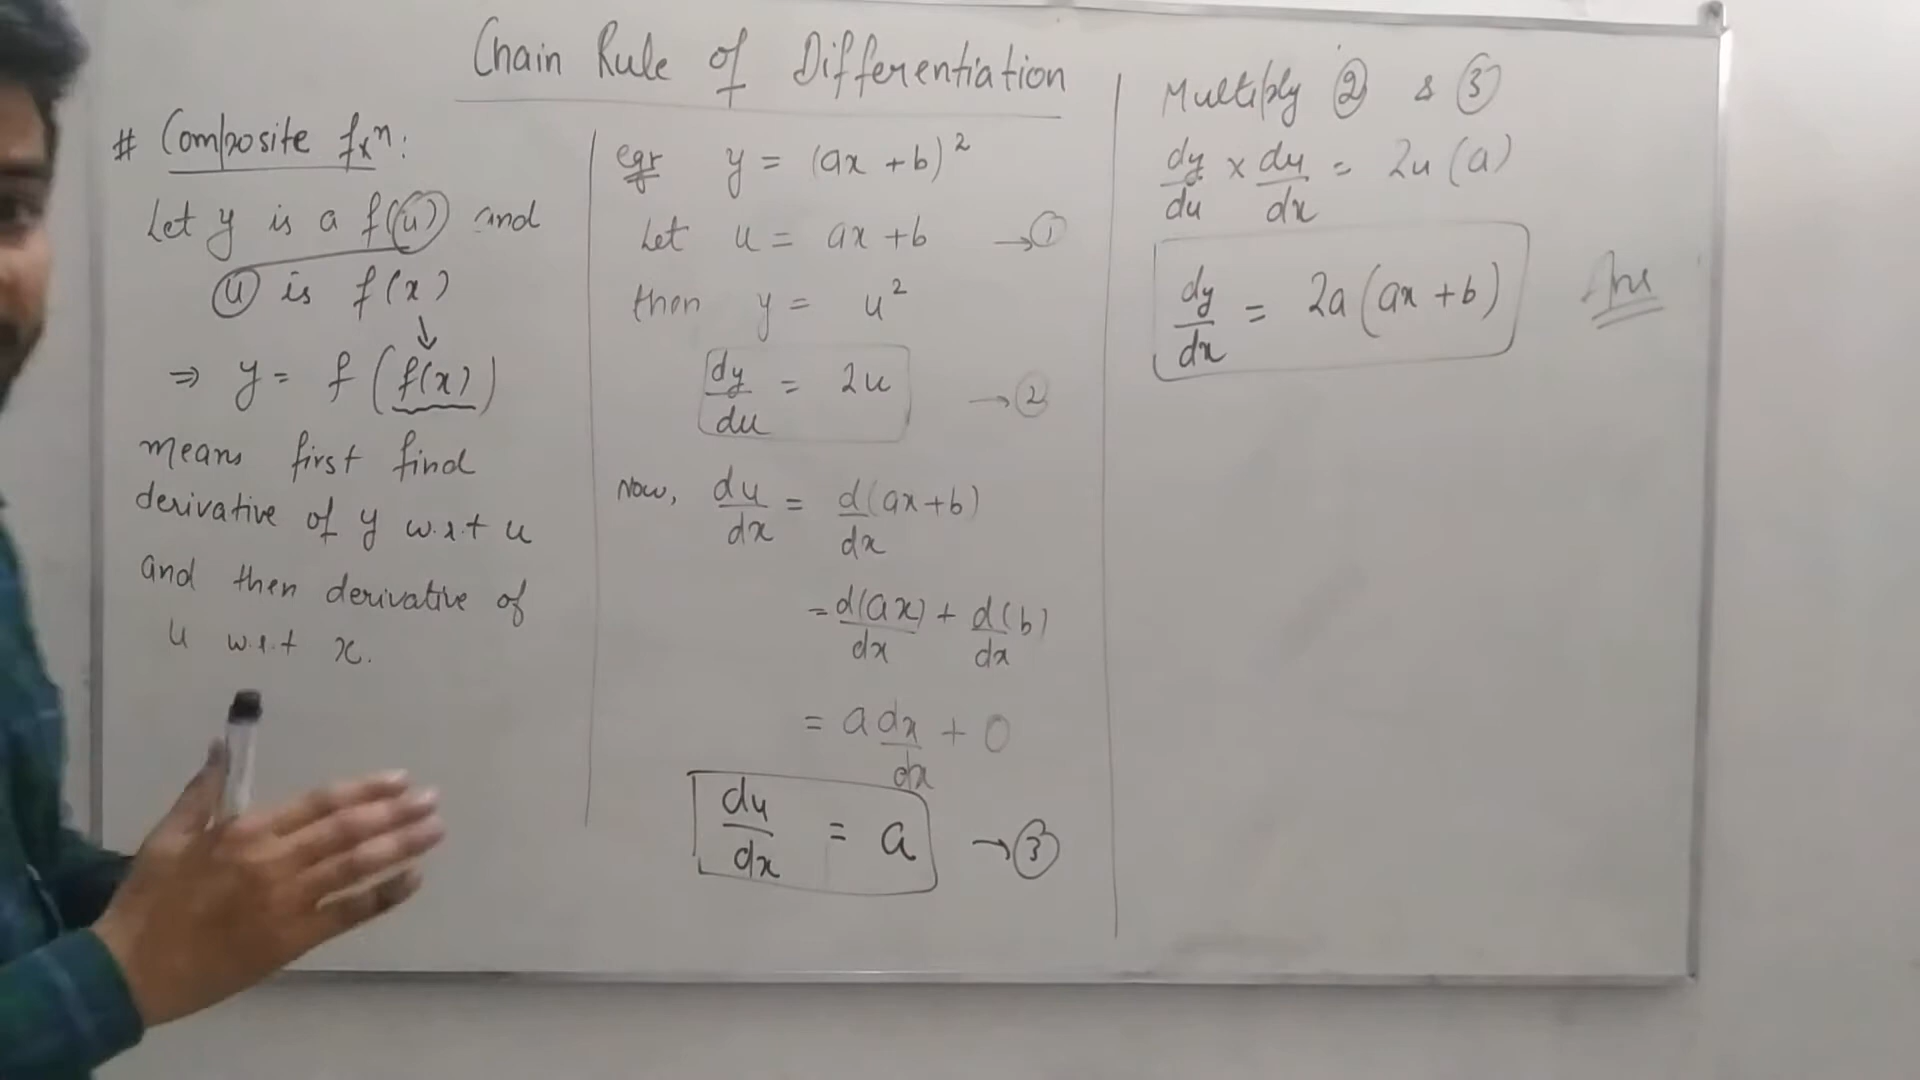 Chain Rule of Differentiation
# Composite fxⁿ:
Let y is a f(u) and
u is f(x)
↓
⇒ y = f (f(x))
means first find
derivative of y w.r.t u
and then derivative of
u w.r.t x.
egr y = (ax + b)²
Let u = ax + b → ①
then y = u²
dy/du = 2u → ②
Now, du/dx = d(ax+b)/dx
= d(ax)/dx + d(b)/dx
= a dx/dx + 0
du/dx = a → ③
Multiply ② & ③
dy/du × du/dx = 2u (a)
dy/dx = 2a (ax + b) Ans